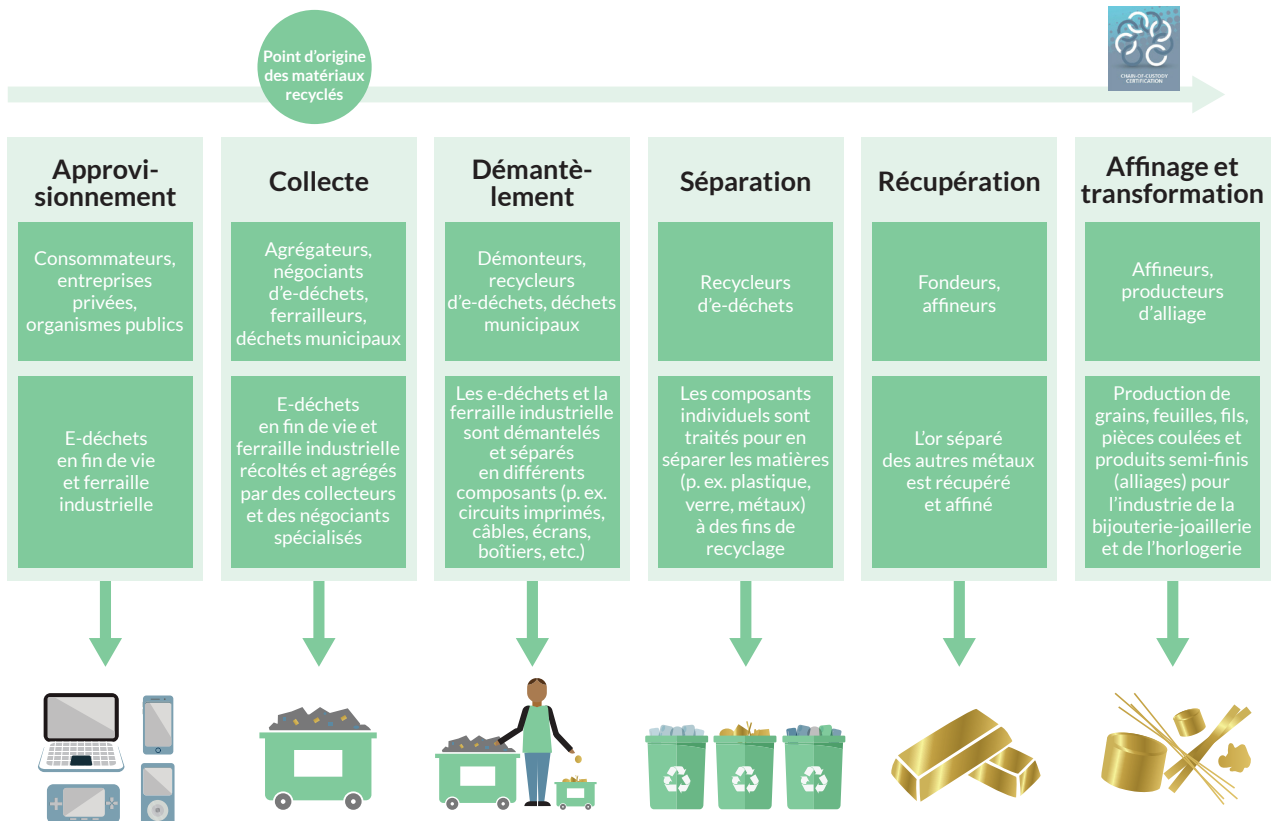 Point d'origine
des matériaux
recyclés
CHAIN-OF-CUSTODY
CERTIFICATION
Approvi-
sionnement
Consommateurs,
entreprises
privées,
organismes publics
E-déchets
en fin de vie
et ferraille
industrielle
Collecte
Agrégateurs,
négociants
d'e-déchets,
ferrailleurs,
déchets municipaux
E-déchets
en fin de vie et
ferraille industrielle
récoltés et agrégés
par des collecteurs
et des négociants
spécialisés
Démantè-
lement
Démonteurs,
recycleurs
d'e-déchets, déchets
municipaux
Les e-déchets et la
ferraille industrielle
sont démantelés
et séparés
en différents
composants (p. ex.
circuits imprimés,
câbles, écrans,
boîtiers, etc.)
Séparation
Recycleurs
d'e-déchets
Les composants
individuels sont
traités pour en
séparer les matières
(p. ex. plastique,
verre, métaux)
à des fins de
recyclage
Récupération
Fondeurs,
affineurs
L'or séparé
des autres métaux
est récupéré
et affiné
Affinage et
transformation
Affineurs,
producteurs
d'alliage
Production de
grains, feuilles, fils,
pièces coulées et
produits semi-finis
(alliages) pour
l'industrie de la
bijouterie-joaillerie
et de l'horlogerie